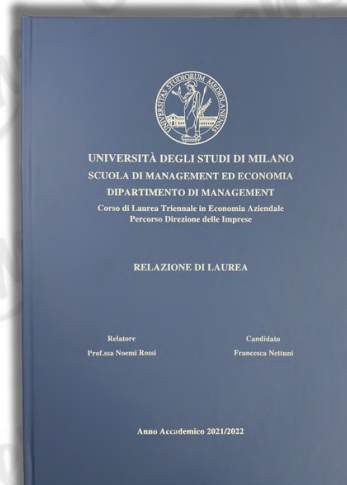 UNIVERSITÀ DEGLI STUDI DI MILANO
SCUOLA DI MANAGEMENT ED ECONOMIA
DIPARTIMENTO DI MANAGEMENT
Corso di Laurea Triennale in Economia Aziendale
Percorso Direzione delle Imprese
RELAZIONE DI LAUREA
Relatore
Prof.ssa Noemi Rossi
Candidato
Francesca Nettuni
Anno Accademico 2021/2022